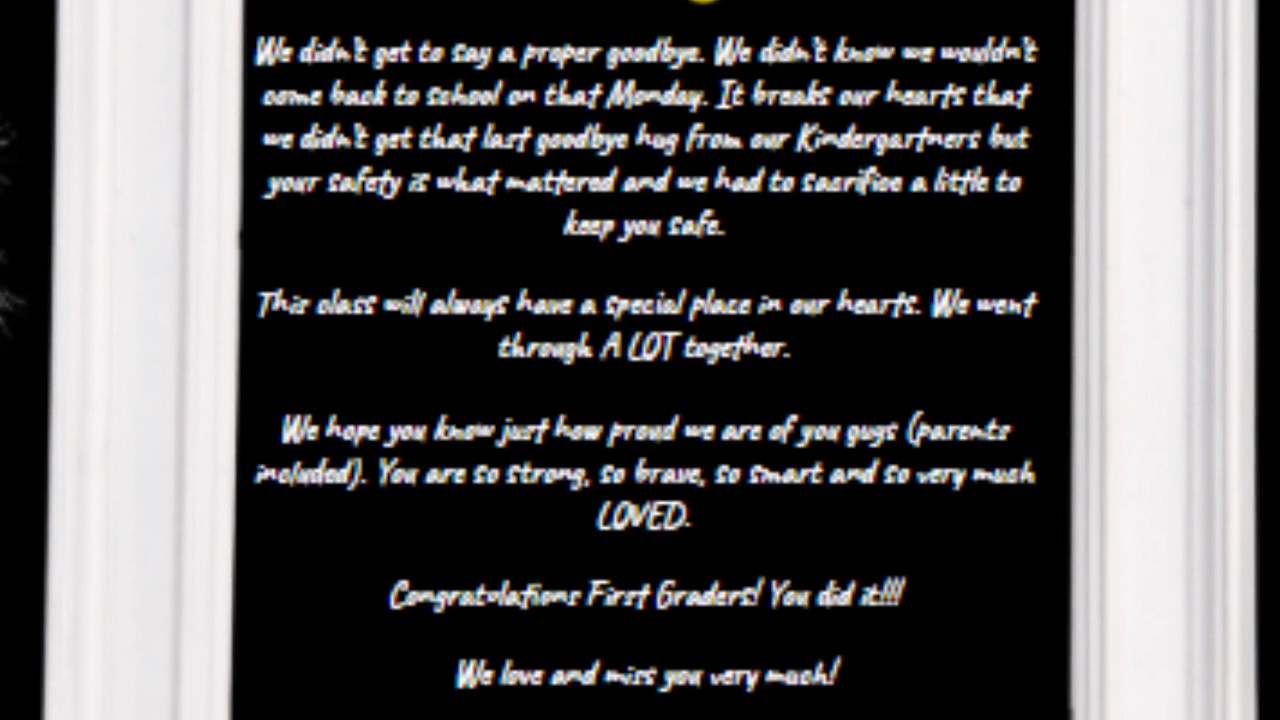 We didn't get to say a proper goodbye. We didn't know we wouldn't
come back to school on that Monday. It breaks our hearts that
we didn't get that last goodbye hug from our Kindergartners but
your safety is what mattered and we had to sacrifice a little to
keep you safe.
This class will always have a special place in our hearts. We went
through A LOT together.
We hope you know just how proud we are of you guys (parents
included). You are so strong, so brave, so smart and so very much
LOVED.
Congratulations First Graders! You did it!!!
We love and miss you very much!